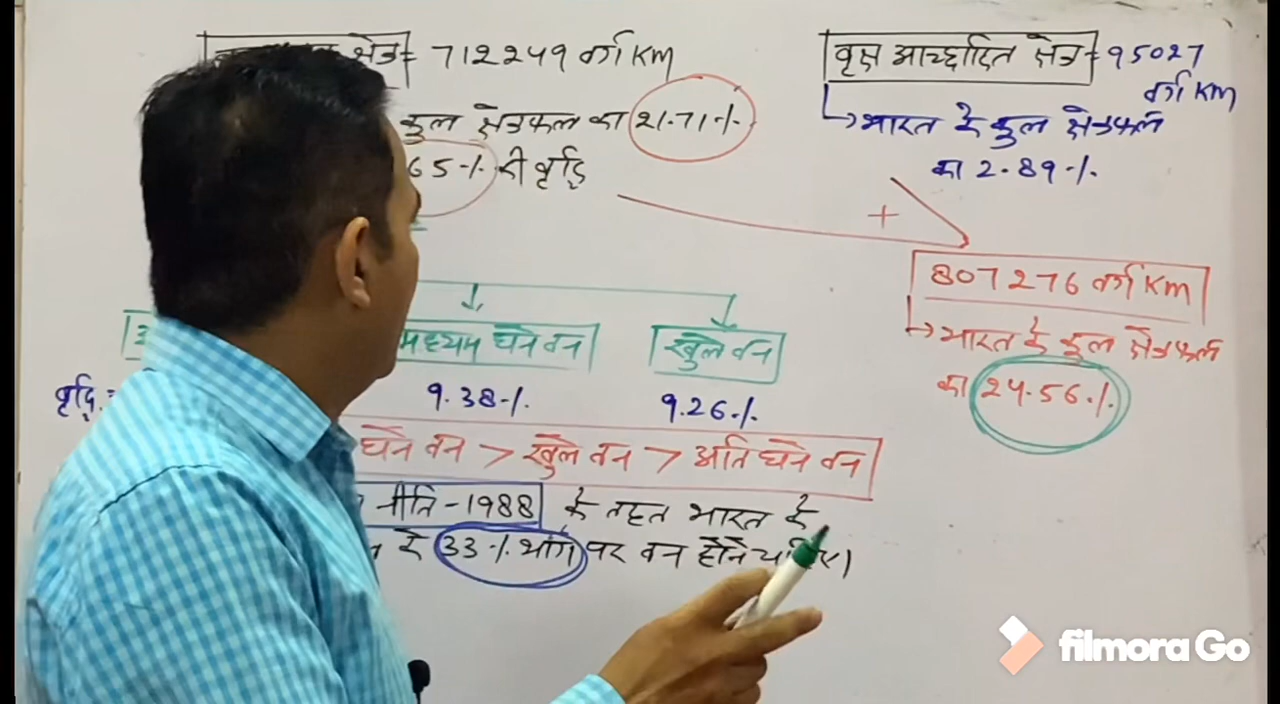 क्षेत्र = 712249 वर्ग KM
कुल क्षेत्रफल का 21.71%
65% की वृद्धि
वृक्ष आच्छादित क्षेत्र = 95027
वर्ग KM
भारत के कुल क्षेत्रफल
का 2.89%
+
807276 वर्ग KM
भारत के कुल क्षेत्रफल
का 24.56%
मध्यम घने वन
खुले वन
वृद्धि
9.38%
9.26%
घने वन > खुले वन > अति घने वन
नीति - 1988 के तहत भारत के
के 33% भाग पर वन होने चाहिए।
filmora Go